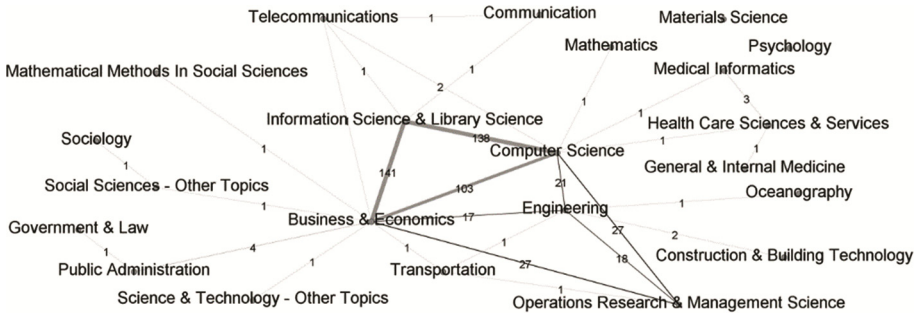 Telecommunications
1
Communication
Materials Science
Mathematics
Psychology
Mathematical Methods In Social Sciences
1
1
2
Medical Informatics
1
1
3
Information Science & Library Science
Health Care Sciences & Services
138
Sociology
1
Computer Science
1
1
General & Internal Medicine
1
141
Social Sciences - Other Topics
103
21
Oceanography
1
Engineering
1
Business & Economics
17
Government & Law
27
2
1
4
1
1
18
Construction & Building Technology
Public Administration
1
Transportation
27
Science & Technology - Other Topics
1
Operations Research & Management Science